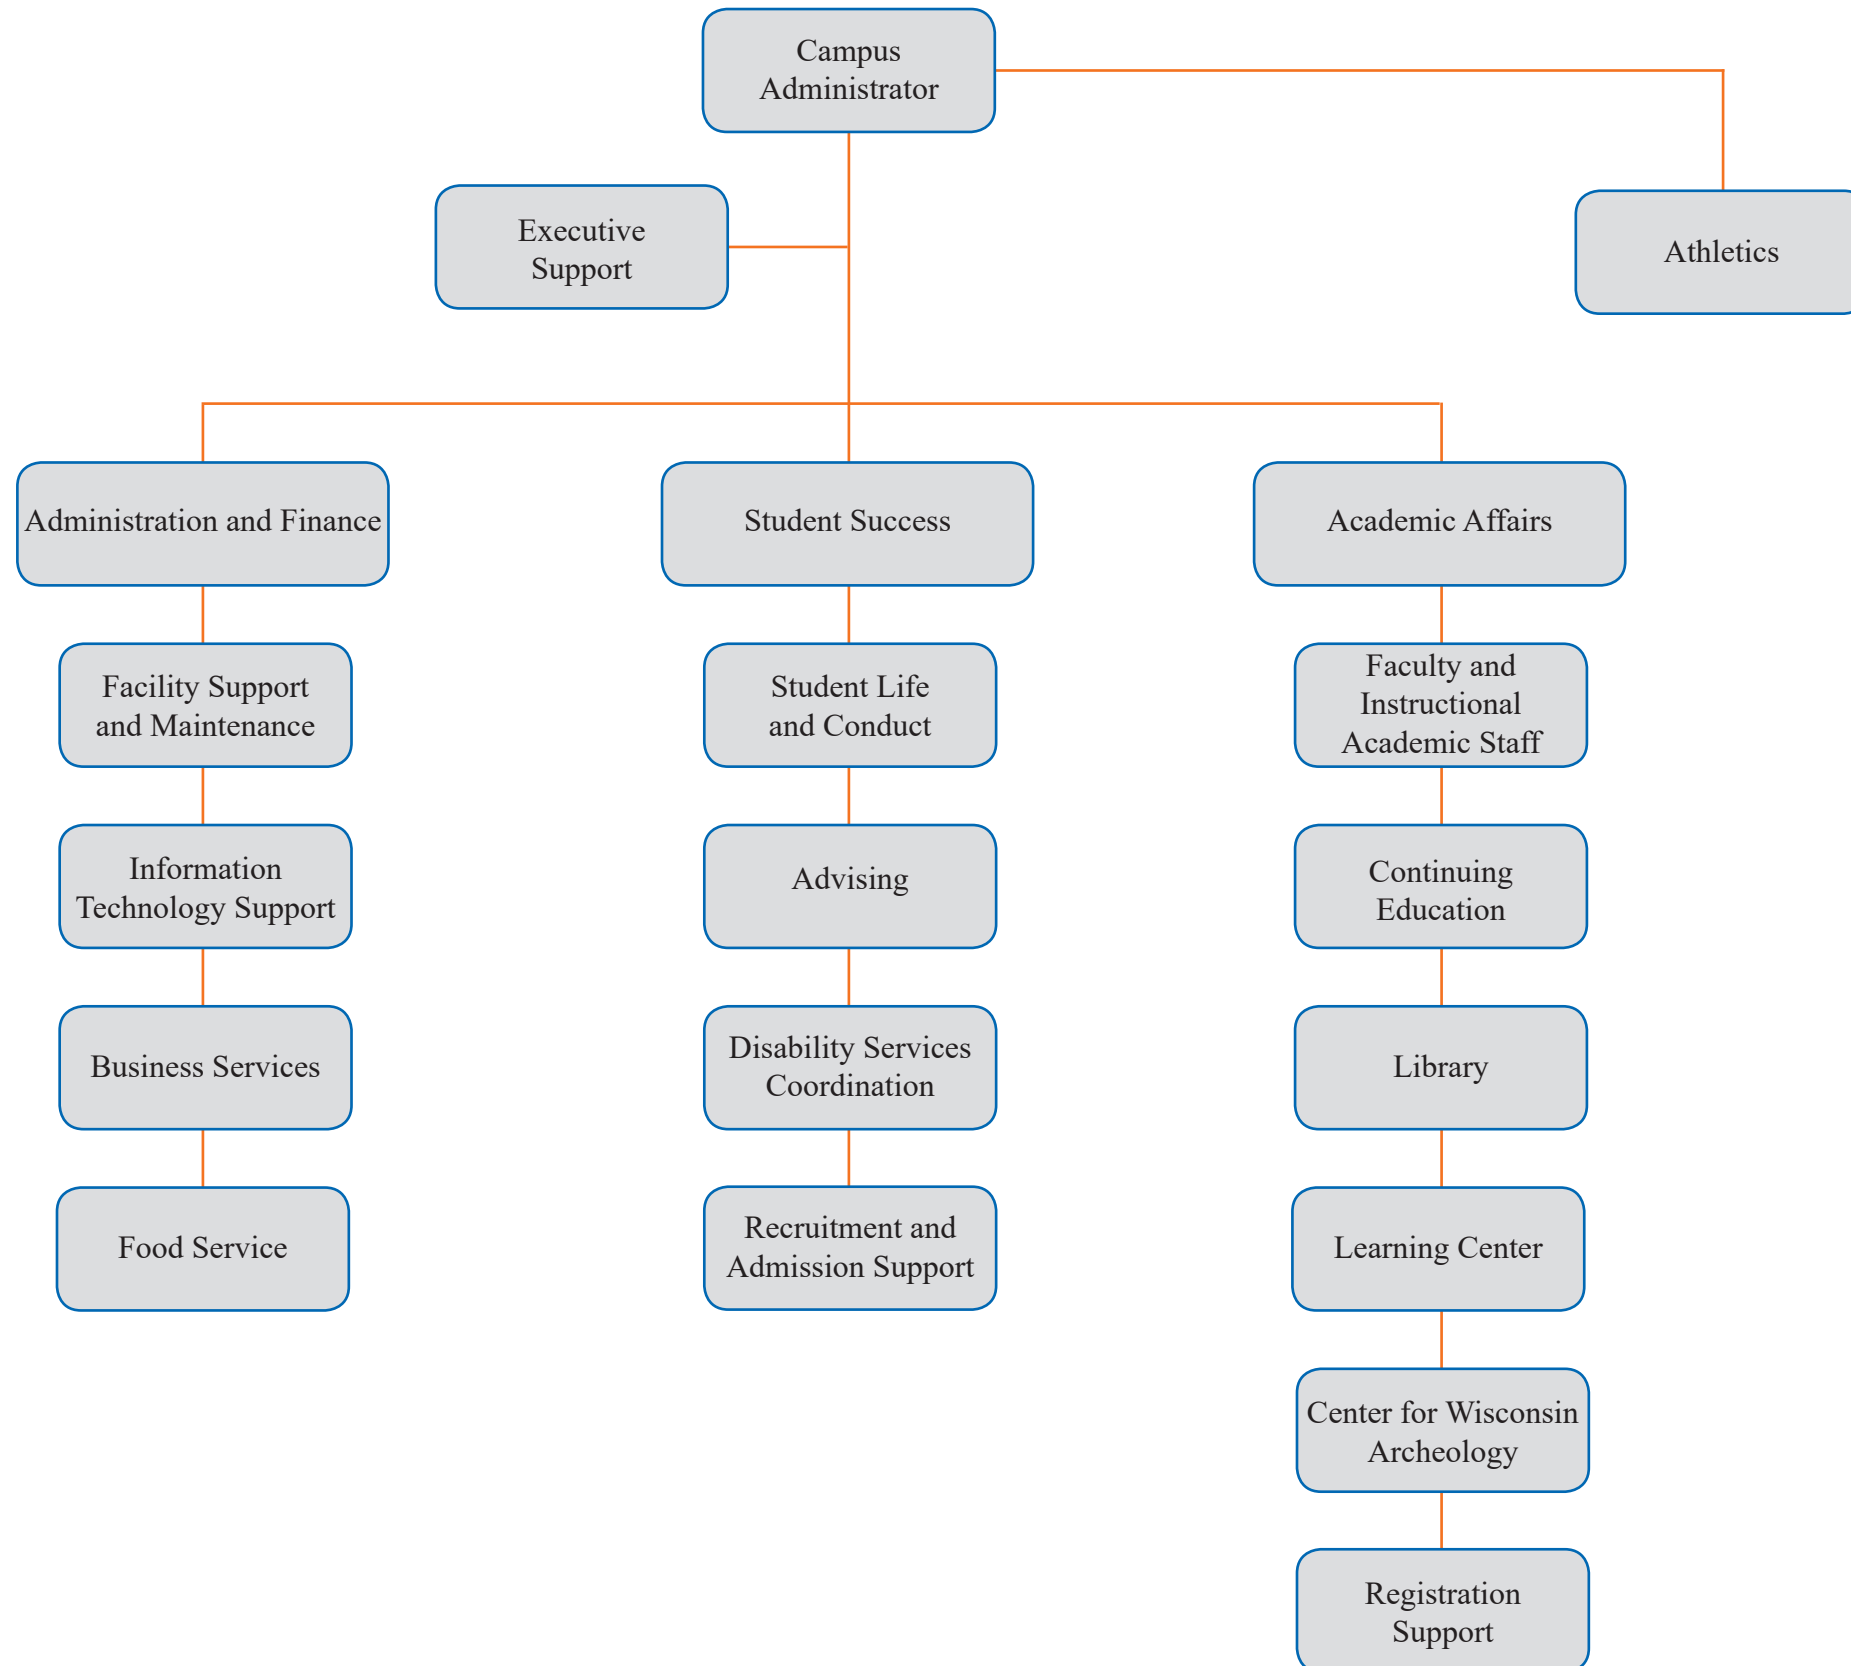 Campus
Administrator
Executive
Support
Athletics
Administration and Finance
Student Success
Academic Affairs
Facility Support
and Maintenance
Student Life
and Conduct
Faculty and
Instructional
Academic Staff
Information
Technology Support
Advising
Continuing
Education
Business Services
Disability Services
Coordination
Library
Food Service
Recruitment and
Admission Support
Learning Center
Center for Wisconsin
Archeology
Registration
Support